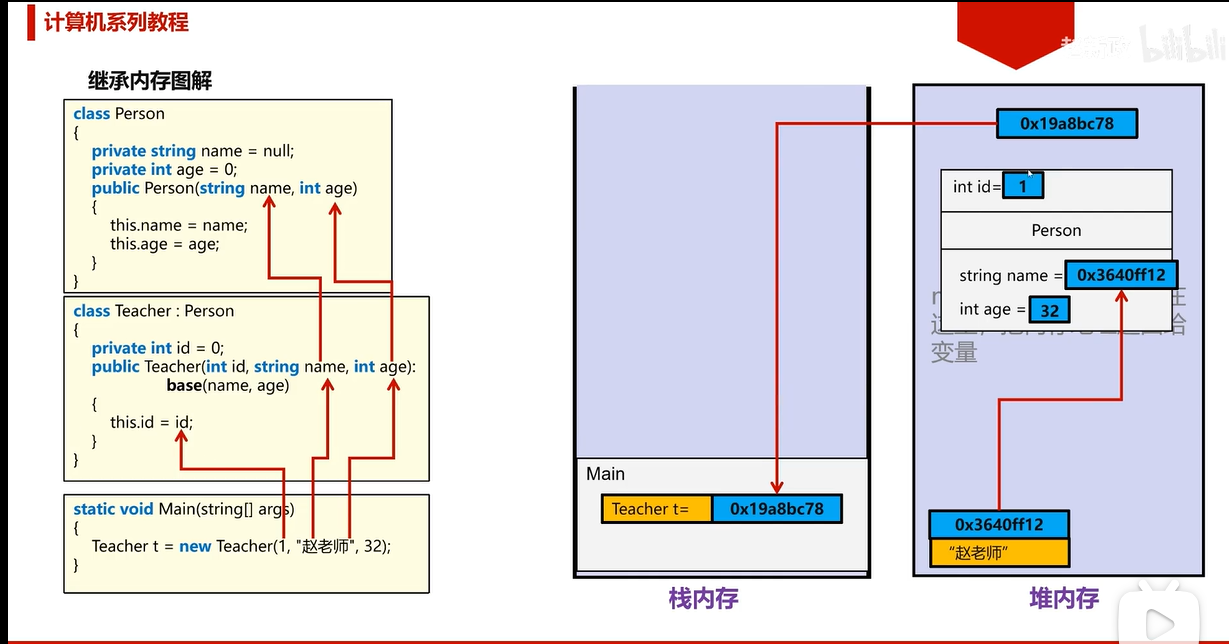 计算机系列教程
bilibili
继承内存图解
class Person
{
private string name = null;
private int age = 0;
public Person(string name, int age)
{
this.name = name;
this.age = age;
}
}
class Teacher : Person
{
private int id = 0;
public Teacher(int id, string name, int age):
base(name, age)
{
this.id = id;
}
}
static void Main(string[] args)
{
Teacher t = new Teacher(1, "赵老师", 32);
}
Main
Teacher t= 0x19a8bc78
栈内存
0x19a8bc78
int id= 1
Person
string name = 0x3640ff12
int age = 32
变量
0x3640ff12
“赵老师”
堆内存